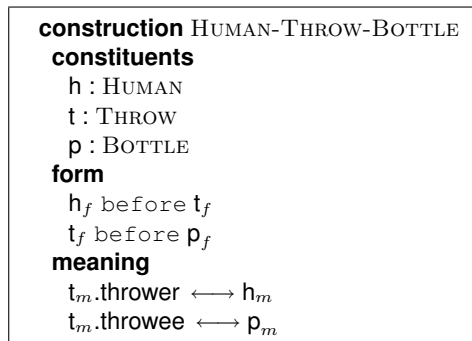 construction HUMAN-THROW-BOTTLE
constituents
h : HUMAN
t : THROW
p : BOTTLE
form
h_f before t_f
t_f before p_f
meaning
t_m.thrower ⟷ h_m
t_m.throwee ⟷ p_m